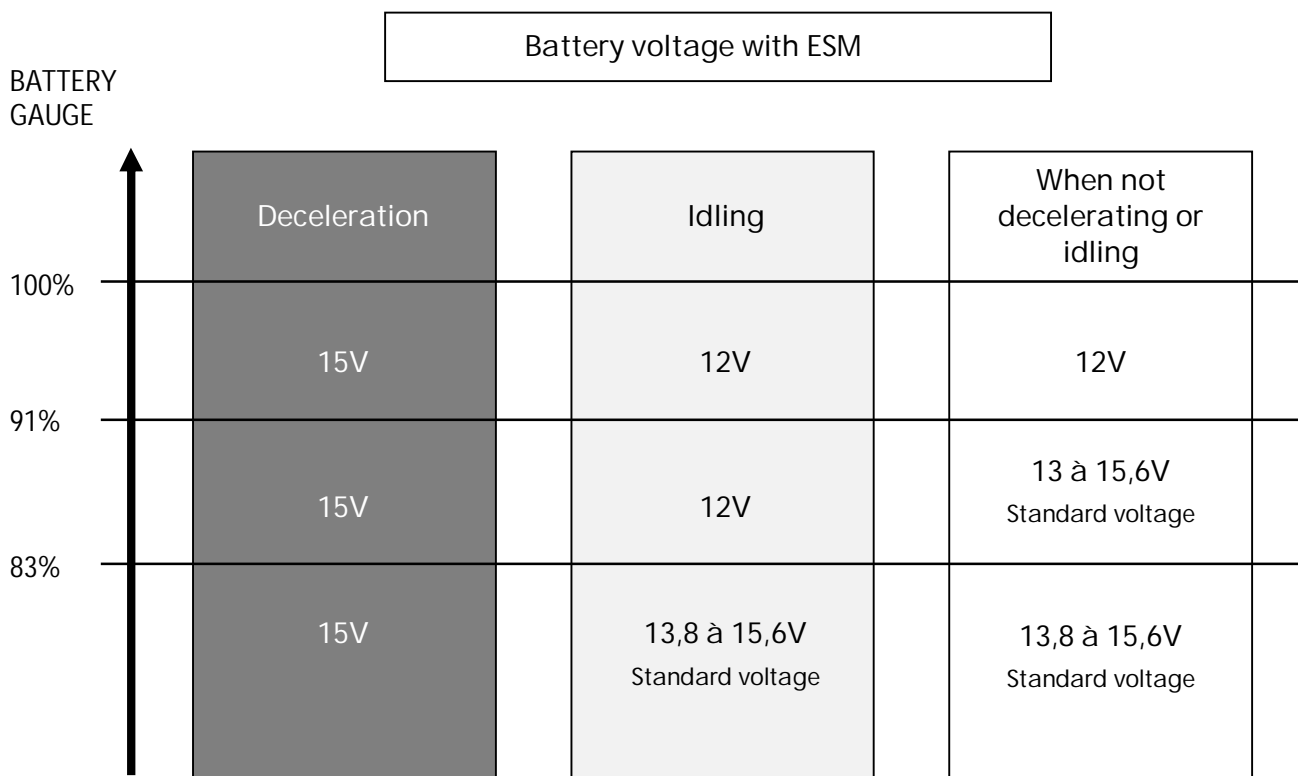 Battery voltage with ESM
BATTERY
GAUGE
Deceleration
Idling
When not
decelerating or
idling
100%
15V
12V
12V
91%
15V
12V
13 à 15,6V
Standard voltage
83%
15V
13,8 à 15,6V
Standard voltage
13,8 à 15,6V
Standard voltage